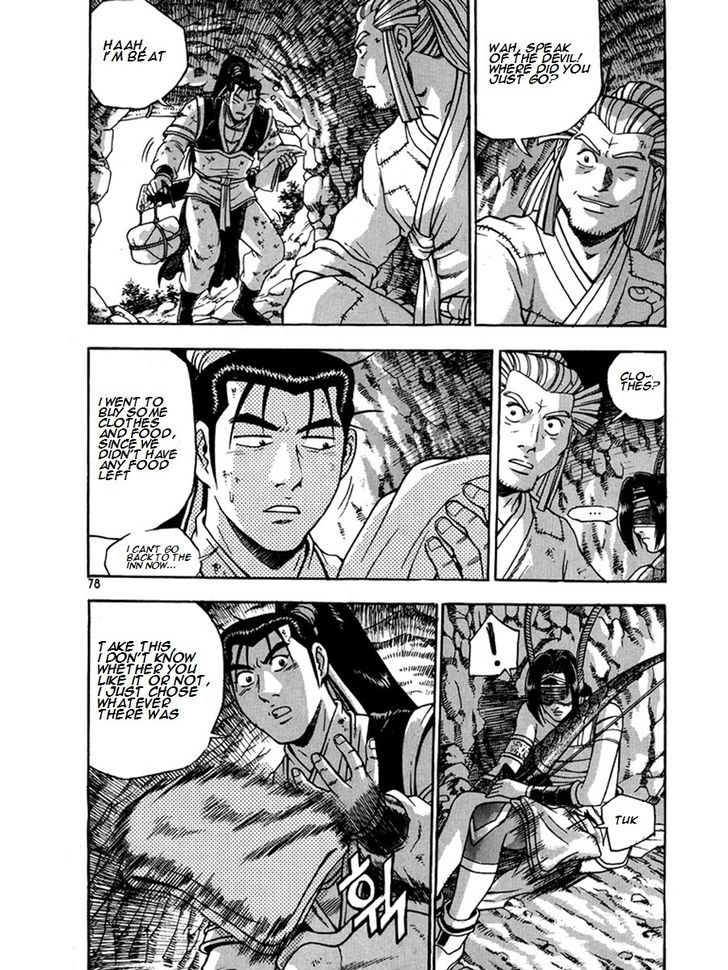 HAAH,
I'M BEAT
WAH, SPEAK
OF THE DEVIL!
WHERE DID YOU
JUST GO?
I WENT TO
BUY SOME
CLOTHES
AND FOOD,
SINCE WE
DIDN'T HAVE
ANY FOOD
LEFT
I CAN'T GO
BACK TO THE
INN NOW...
CLO-
THES?
...
78
TAKE THIS
I DON'T KNOW
WHETHER YOU
LIKE IT OR NOT,
I JUST CHOSE
WHATEVER
THERE WAS
휙
!
TUK